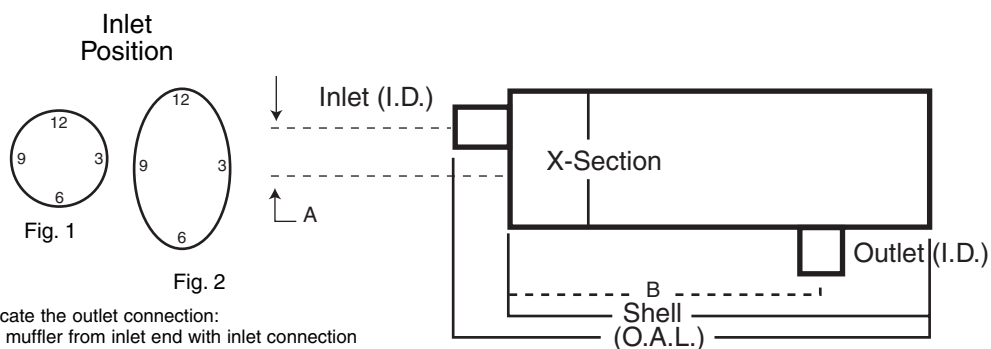 Inlet
Position
12
9
3
6
Fig. 1
12
9
3
6
Fig. 2
Inlet (I.D.)
A
X-Section
Outlet (I.D.)
B
Shell
(O.A.L.)
cate the outlet connection:
muffler from inlet end with inlet connection